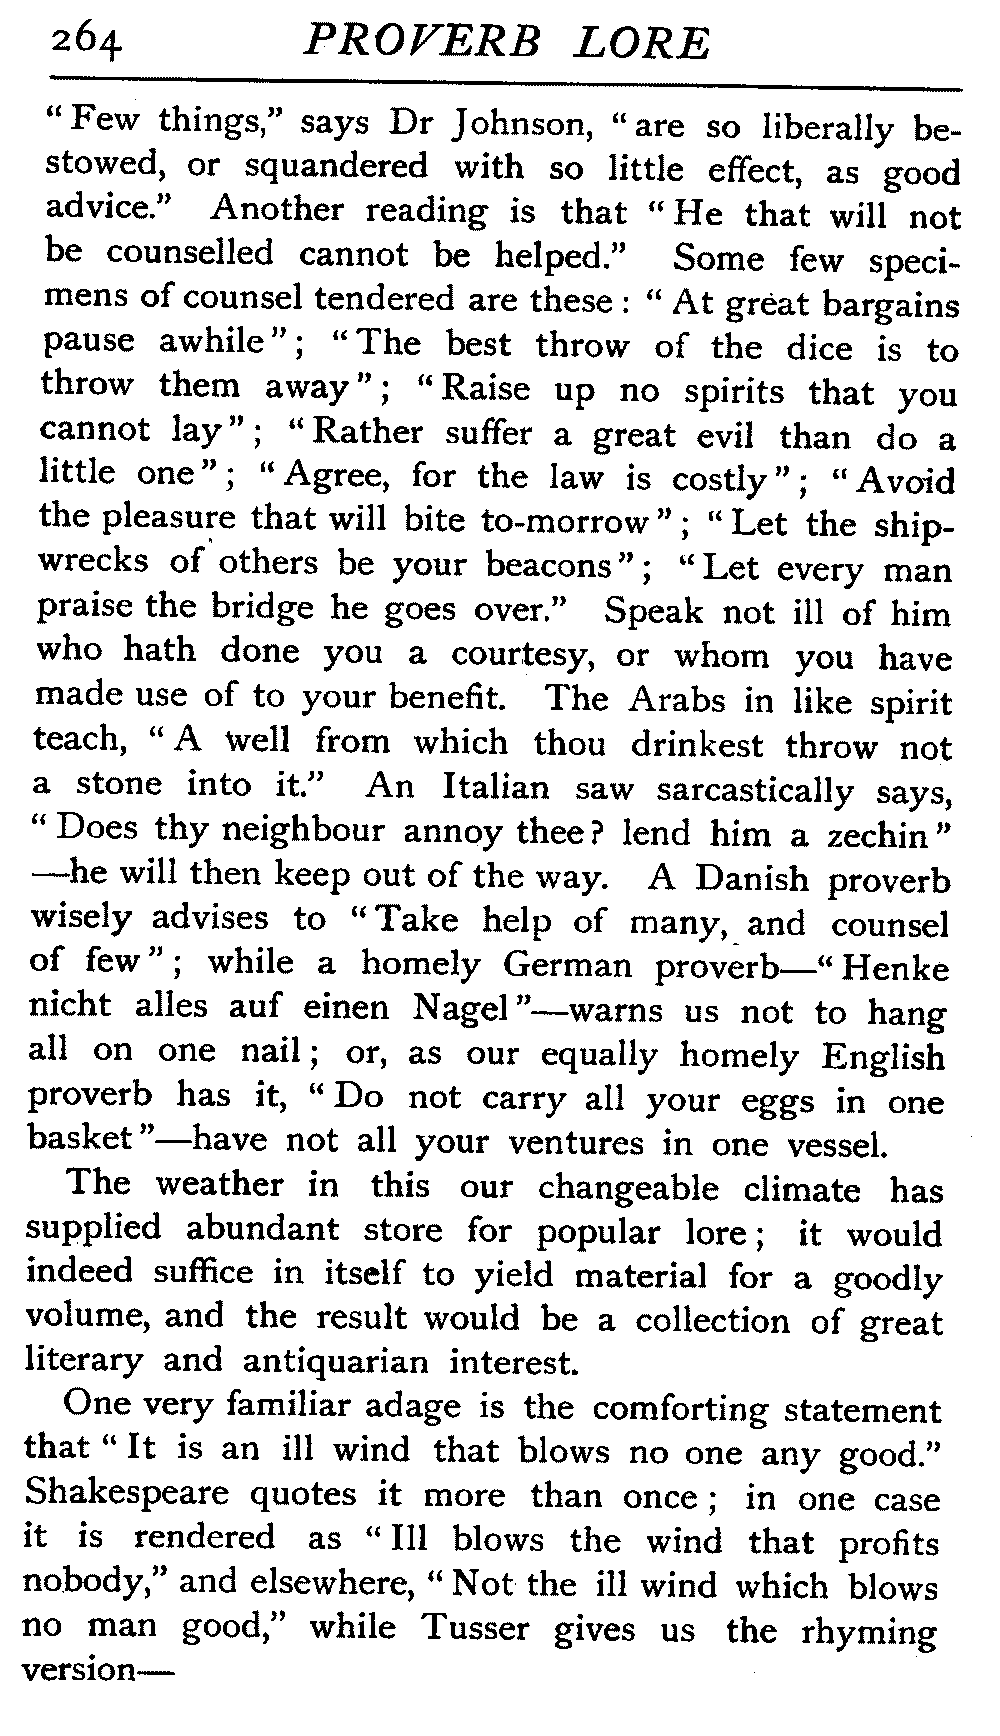 264 PROVERB LORE
“Few things,” says Dr Johnson, “are so liberally be-
stowed, or squandered with so little effect, as good
advice.” Another reading is that “He that will not
be counselled cannot be helped.” Some few speci-
mens of counsel tendered are these : “At great bargains
pause awhile” ; “The best throw of the dice is to
throw them away” ; “Raise up no spirits that you
cannot lay” ; “Rather suffer a great evil than do a
little one” ; “Agree, for the law is costly” ; “Avoid
the pleasure that will bite to-morrow” ; “Let the ship-
wrecks of others be your beacons” ; “Let every man
praise the bridge he goes over.” Speak not ill of him
who hath done you a courtesy, or whom you have
made use of to your benefit. The Arabs in like spirit
teach, “A well from which thou drinkest throw not
a stone into it.” An Italian saw sarcastically says,
“Does thy neighbour annoy thee? lend him a zechin”
—he will then keep out of the way. A Danish proverb
wisely advises to “Take help of many, and counsel
of few” ; while a homely German proverb—“Henke
nicht alles auf einen Nagel”—warns us not to hang
all on one nail ; or, as our equally homely English
proverb has it, “Do not carry all your eggs in one
basket”—have not all your ventures in one vessel.
The weather in this our changeable climate has
supplied abundant store for popular lore ; it would
indeed suffice in itself to yield material for a goodly
volume, and the result would be a collection of great
literary and antiquarian interest.
One very familiar adage is the comforting statement
that “It is an ill wind that blows no one any good.”
Shakespeare quotes it more than once ; in one case
it is rendered as “Ill blows the wind that profits
nobody,” and elsewhere, “Not the ill wind which blows
no man good,” while Tusser gives us the rhyming
version—